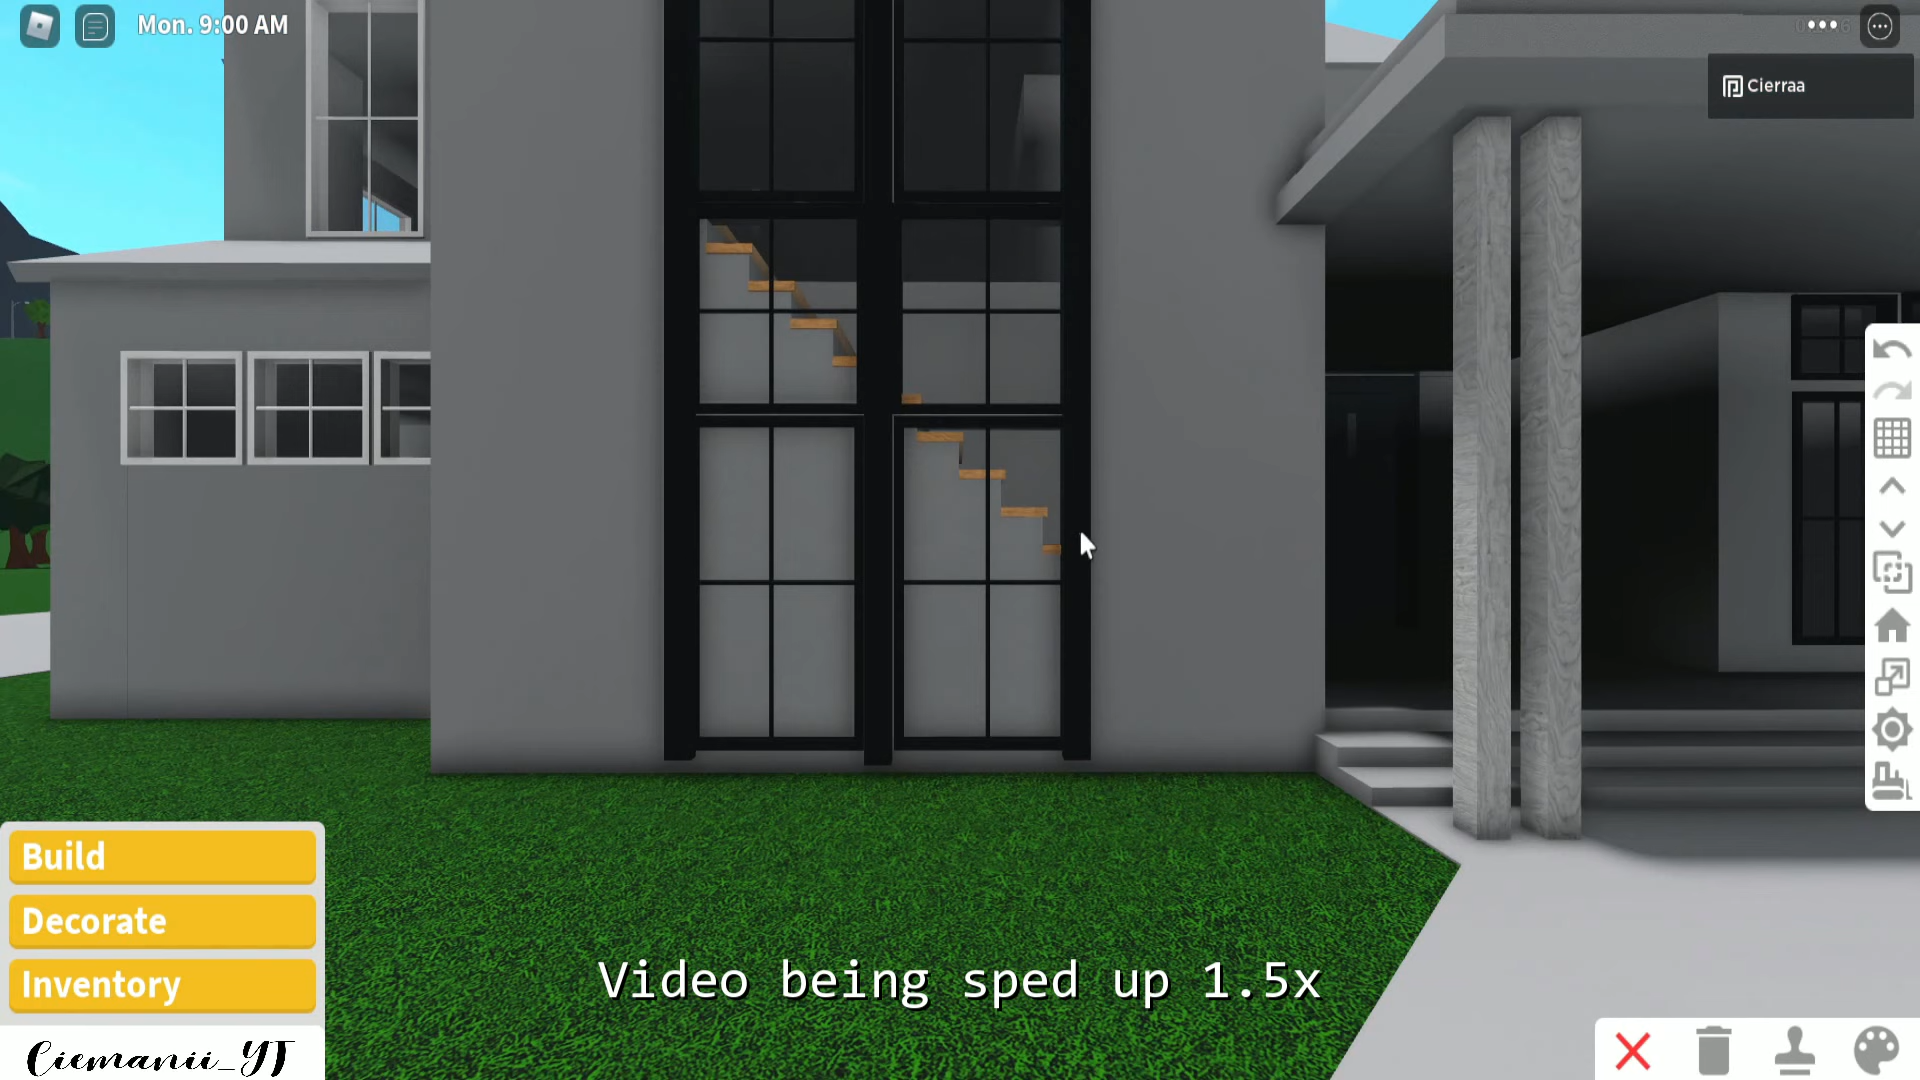 Mon. 9:00 AM
Cierraa
Build
Decorate
Inventory
Video being sped up 1.5x
Ciemanii_YT